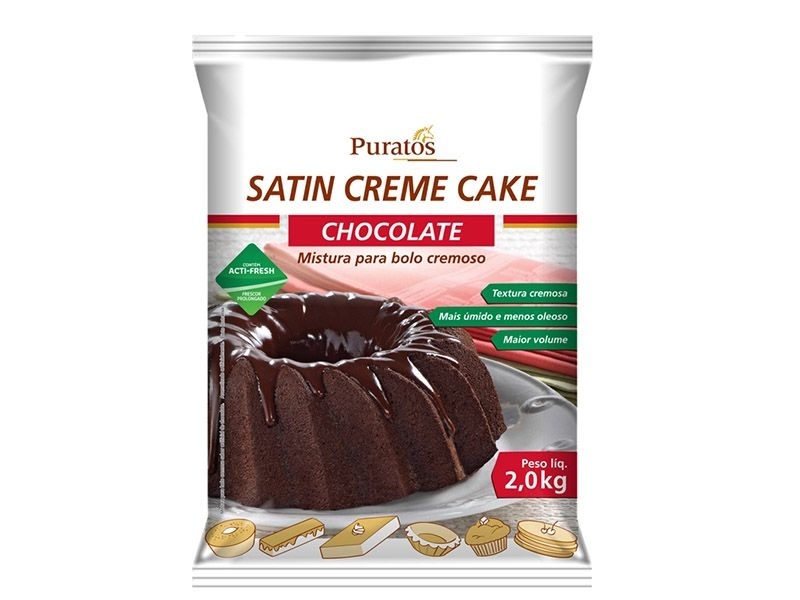 Puratos
SATIN CREME CAKE
CHOCOLATE
Mistura para bolo cremoso
CONTÉM
ACTI-FRESH
FRESCOR
PROLONGADO
Textura cremosa
Mais úmido e menos oleoso
Maior volume
Peso líq.
2,0kg